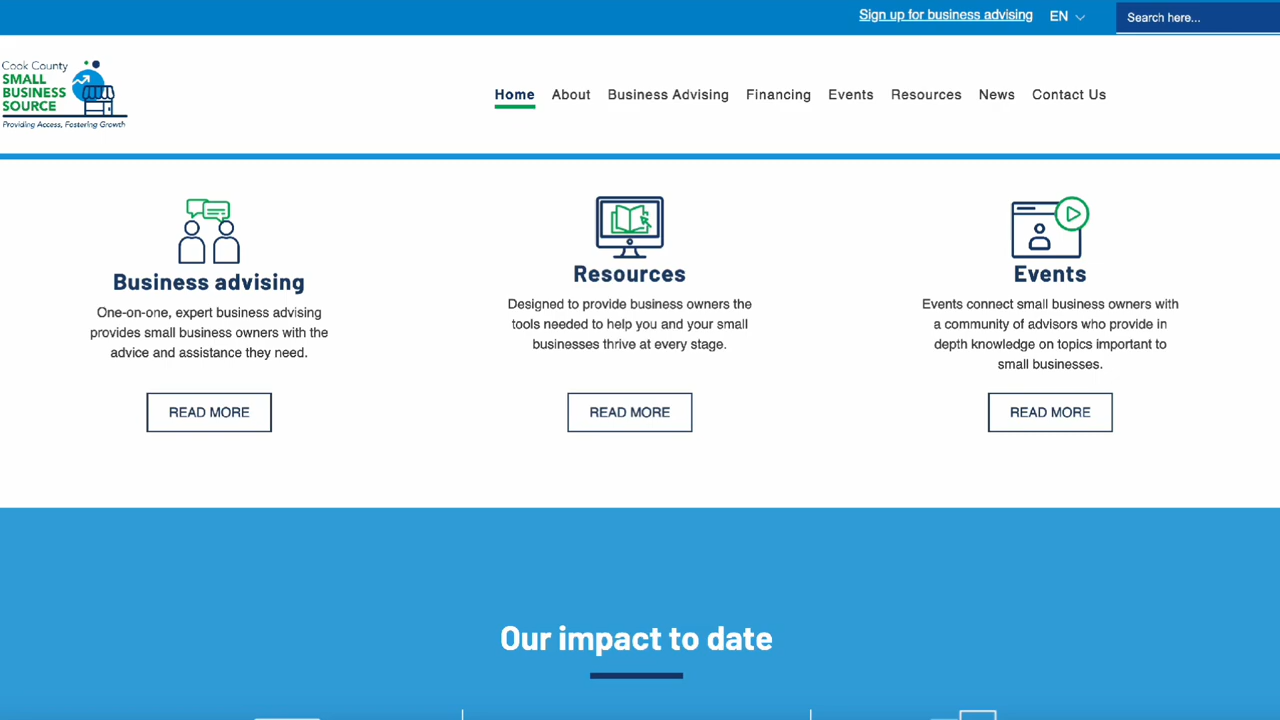 Sign up for business advising
EN
Search here...
Cook County
SMALL
BUSINESS
SOURCE
Providing Access, Fostering Growth
Home
About
Business Advising
Financing
Events
Resources
News
Contact Us
Business advising
One-on-one, expert business advising
provides small business owners with the
advice and assistance they need.
READ MORE
Resources
Designed to provide business owners the
tools needed to help you and your small
businesses thrive at every stage.
READ MORE
Events
Events connect small business owners with
a community of advisors who provide in
depth knowledge on topics important to
small businesses.
READ MORE
Our impact to date